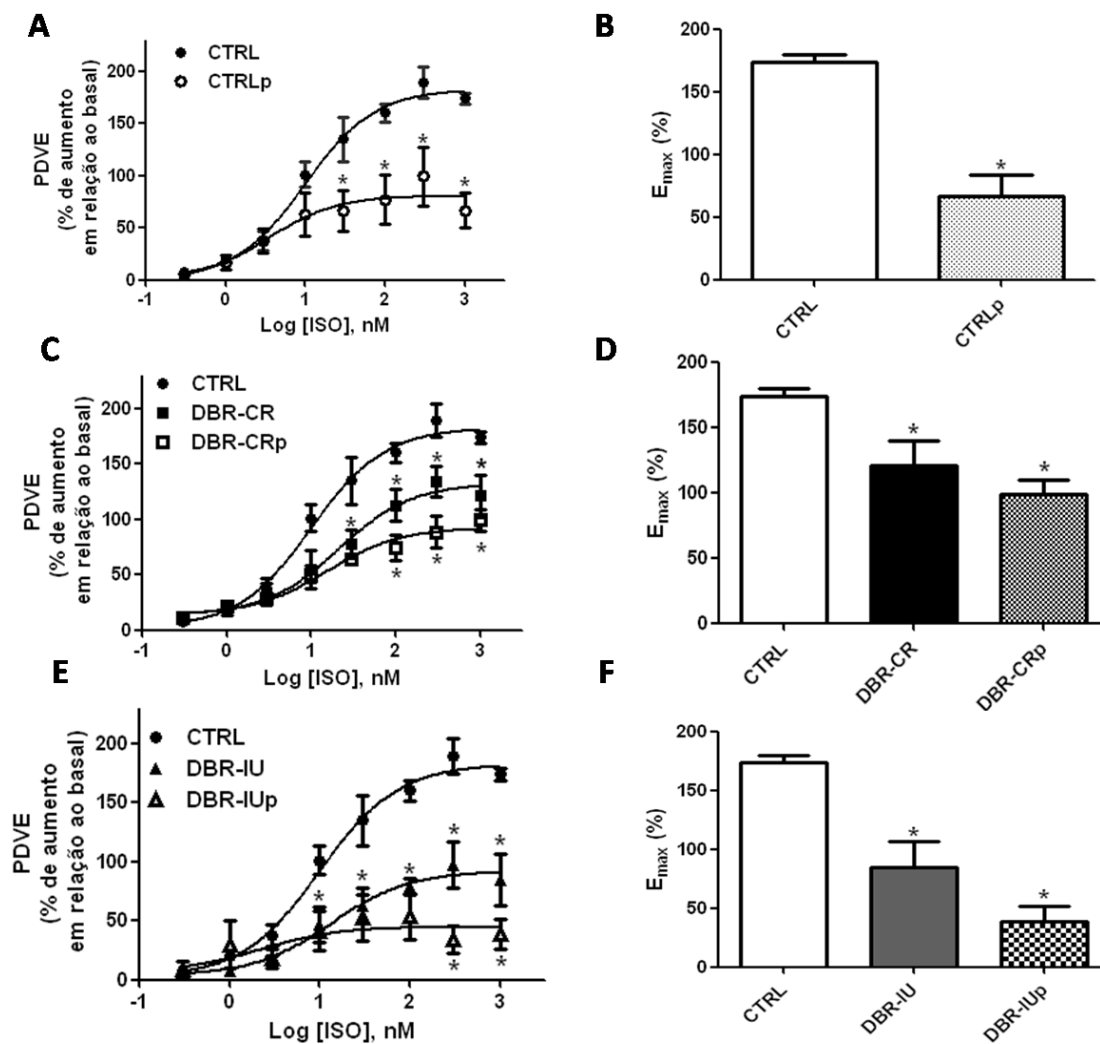 A
CTRL
CTRLp
PDVE
(% de aumento
em relação ao basal)
200
150
100
50
0
-1 0 1 2 3
* * * *
Log [ISO], nM
B
Emax (%)
200
150
100
50
0
*
CTRL
CTRLp
C
CTRL
DBR-CR
DBR-CRp
PDVE
(% de aumento
em relação ao basal)
200
150
100
50
0
-1 0 1 2 3
* * * *
* * *
Log [ISO], nM
D
Emax (%)
200
150
100
50
0
* *
CTRL
DBR-CR
DBR-CRp
E
CTRL
DBR-IU
DBR-IUp
PDVE
(% de aumento
em relação ao basal)
200
150
100
50
0
-1 0 1 2 3
* * * * *
* *
Log [ISO], nM
F
Emax (%)
200
150
100
50
0
* *
CTRL
DBR-IU
DBR-IUp